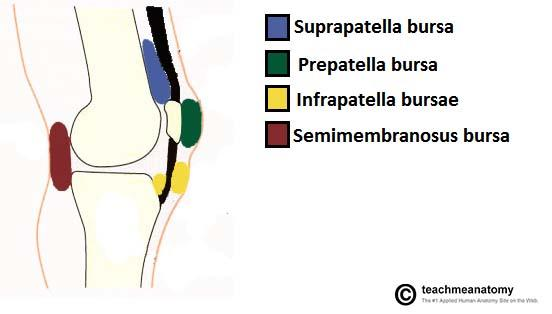 Suprapatella bursa
Prepatella bursa
Infrapatella bursae
Semimembranosus bursa
© teachmeanatomy
The #1 Applied Human Anatomy Site on the Web.